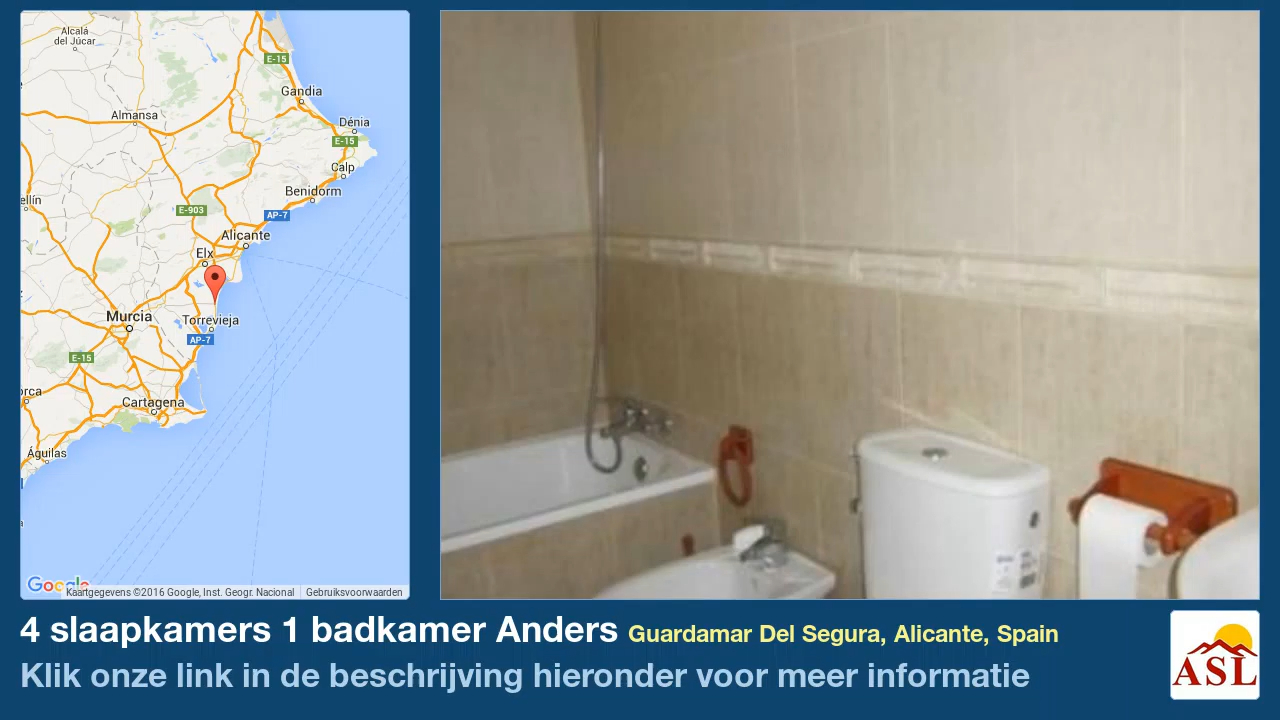 Alcalá
del Júcar
E-15
Gandia
Almansa
Dénia
E-15
Calp
ellín
Benidorm
E-903
AP-7
Alicante
Elx
Murcia
Torrevieja
AP-7
E-15
orca
Cartagena
Águilas
Google
Kaartgegevens ©2016 Google, Inst. Geogr. Nacional
Gebruiksvoorwaarden
4 slaapkamers 1 badkamer Anders Guardamar Del Segura, Alicante, Spain
Klik onze link in de beschrijving hieronder voor meer informatie
ASL